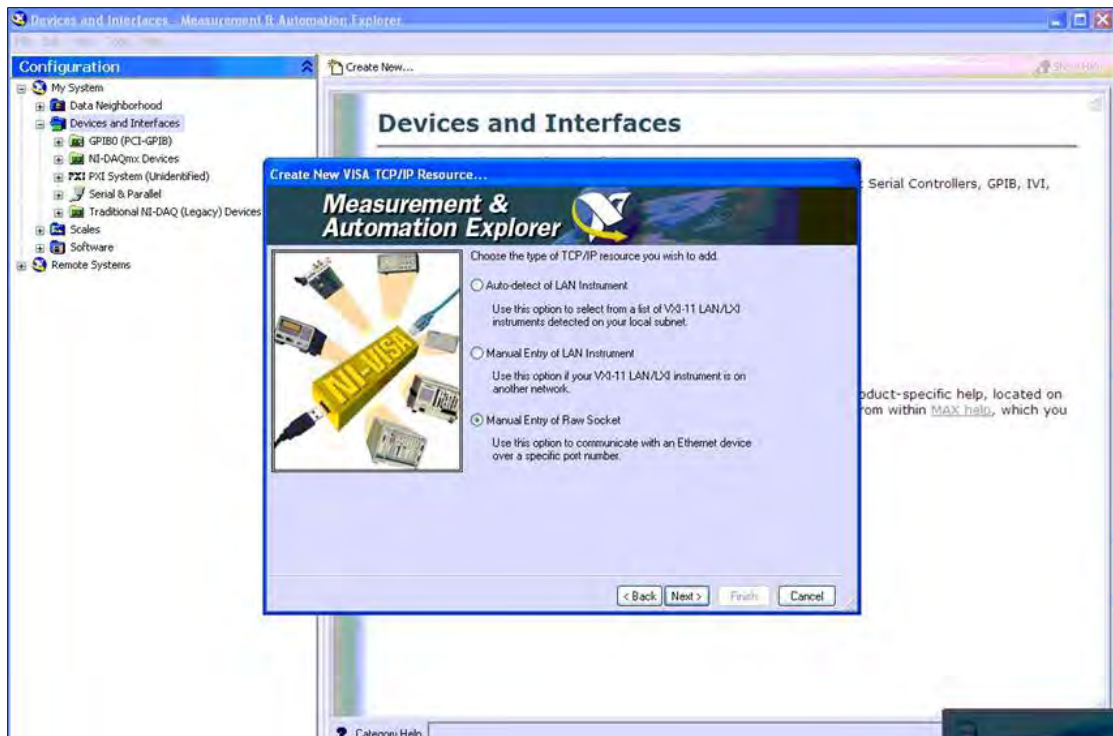 Devices and Interfaces - Measurement & Automation Explorer
Configuration
Create New...
My System
Data Neighborhood
Devices and Interfaces
GPIB0 (PCI-GPIB)
NI-DAQmx Devices
PXI PXI System (Unidentified)
Serial & Parallel
Traditional NI-DAQ (Legacy) Devices
Scales
Software
Remote Systems
Devices and Interfaces
Serial Controllers, GPIB, IVI,
oduct-specific help, located on
om within MAX help, which you
Create New VISA TCP/IP Resource...
Measurement &
Automation Explorer
NI-VISA
Choose the type of TCP/IP resource you wish to add.
Auto-detect of LAN Instrument
Use this option to select from a list of VXI-11 LAN/LXI
instruments detected on your local subnet.
Manual Entry of LAN Instrument
Use this option if your VXI-11 LAN/LXI instrument is on
another network.
Manual Entry of Raw Socket
Use this option to communicate with an Ethernet device
over a specific port number.
< Back
Next >
Finish
Cancel
Category Help